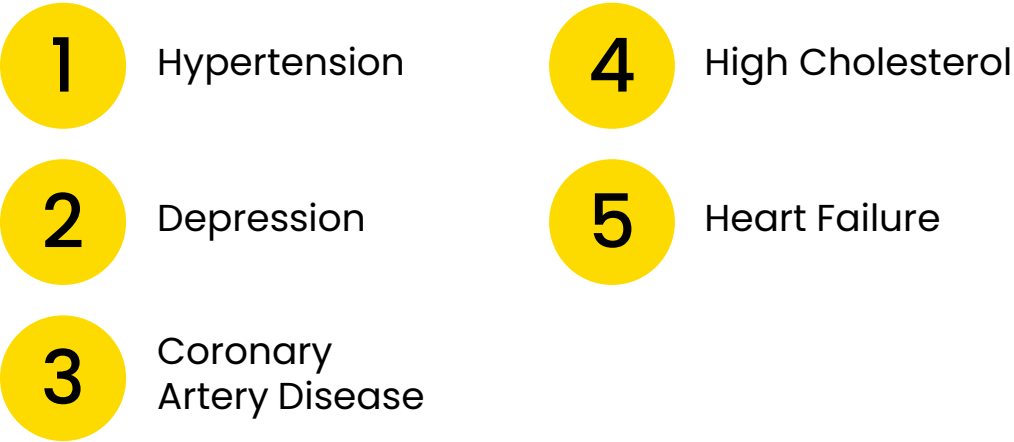 1
Hypertension
2
Depression
3
Coronary
Artery Disease
4
High Cholesterol
5
Heart Failure